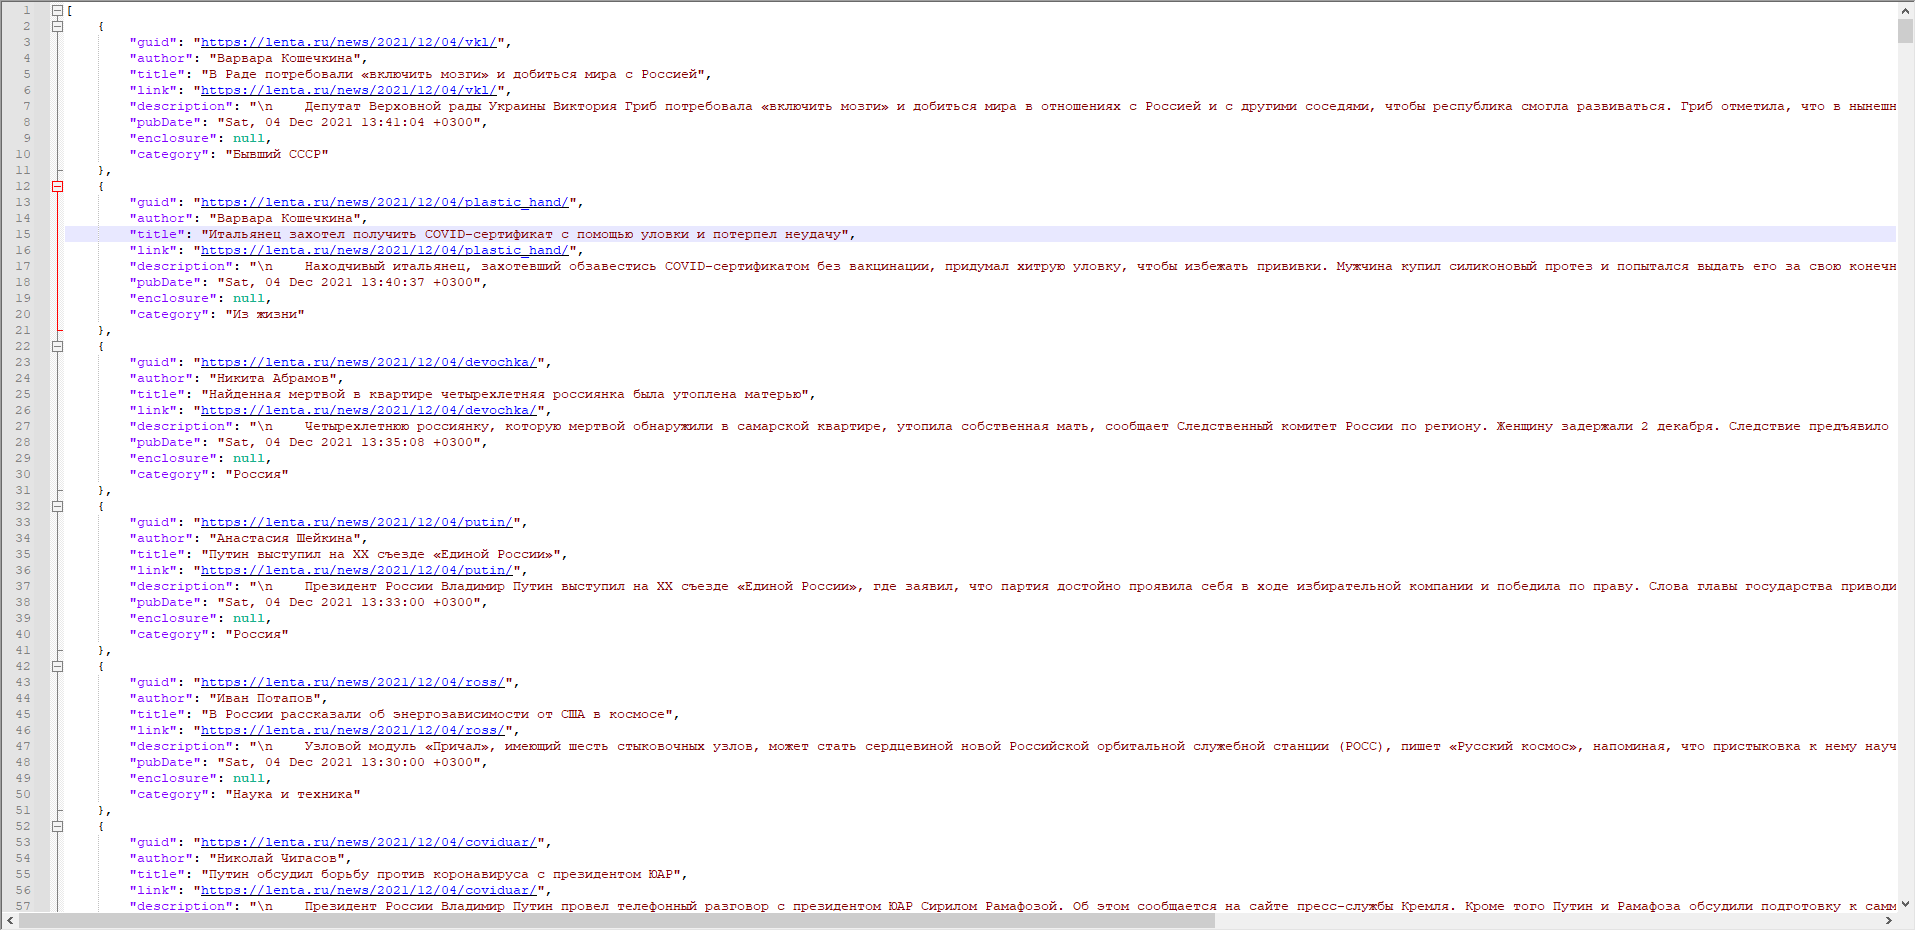 1 [
2 {
3 "guid": "https://lenta.ru/news/2021/12/04/vkl/",
4 "author": "Варвара Кошечкина",
5 "title": "В Раде потребовали «включить мозги» и добиться мира с Россией",
6 "link": "https://lenta.ru/news/2021/12/04/vkl/",
7 "description": "\n Депутат Верховной рады Украины Виктория Гриб потребовала «включить мозги» и добиться мира в отношениях с Россией и с другими соседями, чтобы республика смогла развиваться. Гриб отметила, что в нынешн
8 "pubDate": "Sat, 04 Dec 2021 13:41:04 +0300",
9 "enclosure": null,
10 "category": "Бывший СССР"
11 },
12 {
13 "guid": "https://lenta.ru/news/2021/12/04/plastic_hand/",
14 "author": "Варвара Кошечкина",
15 "title": "Итальянец захотел получить COVID-сертификат с помощью уловки и потерпел неудачу",
16 "link": "https://lenta.ru/news/2021/12/04/plastic_hand/",
17 "description": "\n Находчивый итальянец, захотевший обзавестись COVID-сертификатом без вакцинации, придумал хитрую уловку, чтобы избежать прививки. Мужчина купил силиконовый протез и попытался выдать его за свою конечн
18 "pubDate": "Sat, 04 Dec 2021 13:40:37 +0300",
19 "enclosure": null,
20 "category": "Из жизни"
21 },
22 {
23 "guid": "https://lenta.ru/news/2021/12/04/devochka/",
24 "author": "Никита Абрамов",
25 "title": "Найденная мертвой в квартире четырехлетняя россиянка была утоплена матерью",
26 "link": "https://lenta.ru/news/2021/12/04/devochka/",
27 "description": "\n Четырехлетнюю россиянку, которую мертвой обнаружили в самарской квартире, утопила собственная мать, сообщает Следственный комитет России по региону. Женщину задержали 2 декабря. Следствие предъявило
28 "pubDate": "Sat, 04 Dec 2021 13:35:08 +0300",
29 "enclosure": null,
30 "category": "Россия"
31 },
32 {
33 "guid": "https://lenta.ru/news/2021/12/04/putin/",
34 "author": "Анастасия Шейкина",
35 "title": "Путин выступил на XX съезде «Единой России»",
36 "link": "https://lenta.ru/news/2021/12/04/putin/",
37 "description": "\n Президент России Владимир Путин выступил на XX съезде «Единой России», где заявил, что партия достойно проявила себя в ходе избирательной компании и победила по праву. Слова главы государства приводи
38 "pubDate": "Sat, 04 Dec 2021 13:33:00 +0300",
39 "enclosure": null,
40 "category": "Россия"
41 },
42 {
43 "guid": "https://lenta.ru/news/2021/12/04/ross/",
44 "author": "Иван Потапов",
45 "title": "В России рассказали об энергозависимости от США в космосе",
46 "link": "https://lenta.ru/news/2021/12/04/ross/",
47 "description": "\n Узловой модуль «Причал», имеющий шесть стыковочных узлов, может стать сердцевиной новой Российской орбитальной служебной станции (РОСС), пишет «Русский космос», напоминая, что пристыковка к нему науч
48 "pubDate": "Sat, 04 Dec 2021 13:30:00 +0300",
49 "enclosure": null,
50 "category": "Наука и техника"
51 },
52 {
53 "guid": "https://lenta.ru/news/2021/12/04/coviduar/",
54 "author": "Николай Чигасов",
55 "title": "Путин обсудил борьбу против коронавируса с президентом ЮАР",
56 "link": "https://lenta.ru/news/2021/12/04/coviduar/",
57 "description": "\n Президент России Владимир Путин провел телефонный разговор с президентом ЮАР Сирилом Рамафозой. Об этом сообщается на сайте пресс-службы Кремля. Кроме того Путин и Рамафоза обсудили подготовку к самм